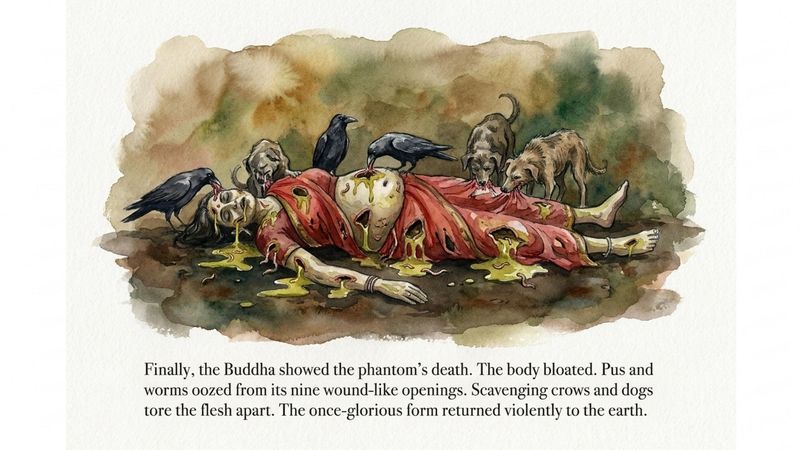 Finally, the Buddha showed the phantom’s death. The body bloated. Pus and
worms oozed from its nine wound-like openings. Scavenging crows and dogs
tore the flesh apart. The once-glorious form returned violently to the earth.